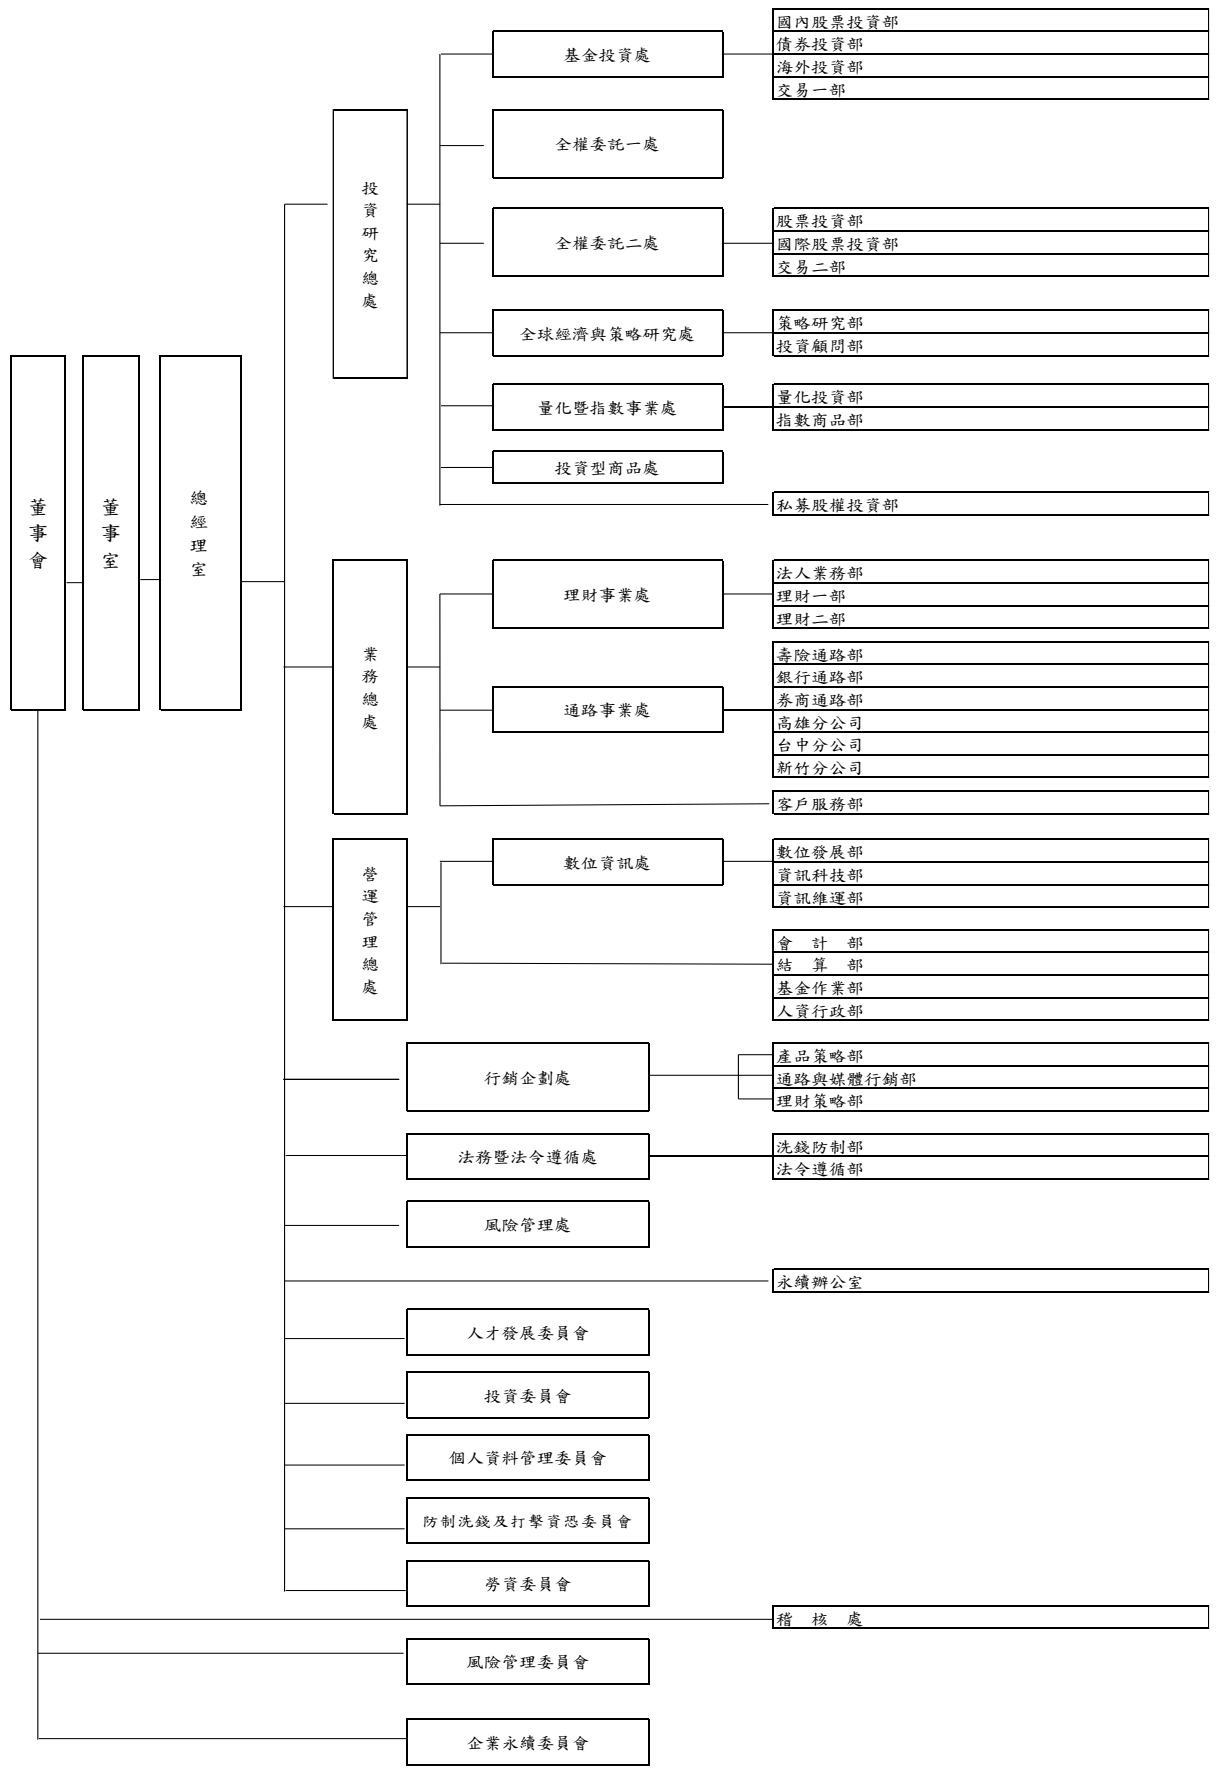 董事會
董事室
總經理室
投資研究總處
基金投資處
國內股票投資部
債券投資部
海外投資部
交易一部
全權委託一處
全權委託二處
股票投資部
國際股票投資部
交易二部
全球經濟與策略研究處
策略研究部
投資顧問部
量化暨指數事業處
量化投資部
指數商品部
投資型商品處
私募股權投資部
業務總處
理財事業處
法人業務部
理財一部
理財二部
通路事業處
壽險通路部
銀行通路部
券商通路部
高雄分公司
台中分公司
新竹分公司
客戶服務部
營運管理總處
數位資訊處
數位發展部
資訊科技部
資訊維運部
會　計　部
結　算　部
基金作業部
人資行政部
行銷企劃處
產品策略部
通路與媒體行銷部
理財策略部
法務暨法令遵循處
洗錢防制部
法令遵循部
風險管理處
永續辦公室
人才發展委員會
投資委員會
個人資料管理委員會
防制洗錢及打擊資恐委員會
勞資委員會
稽　核　處
風險管理委員會
企業永續委員會